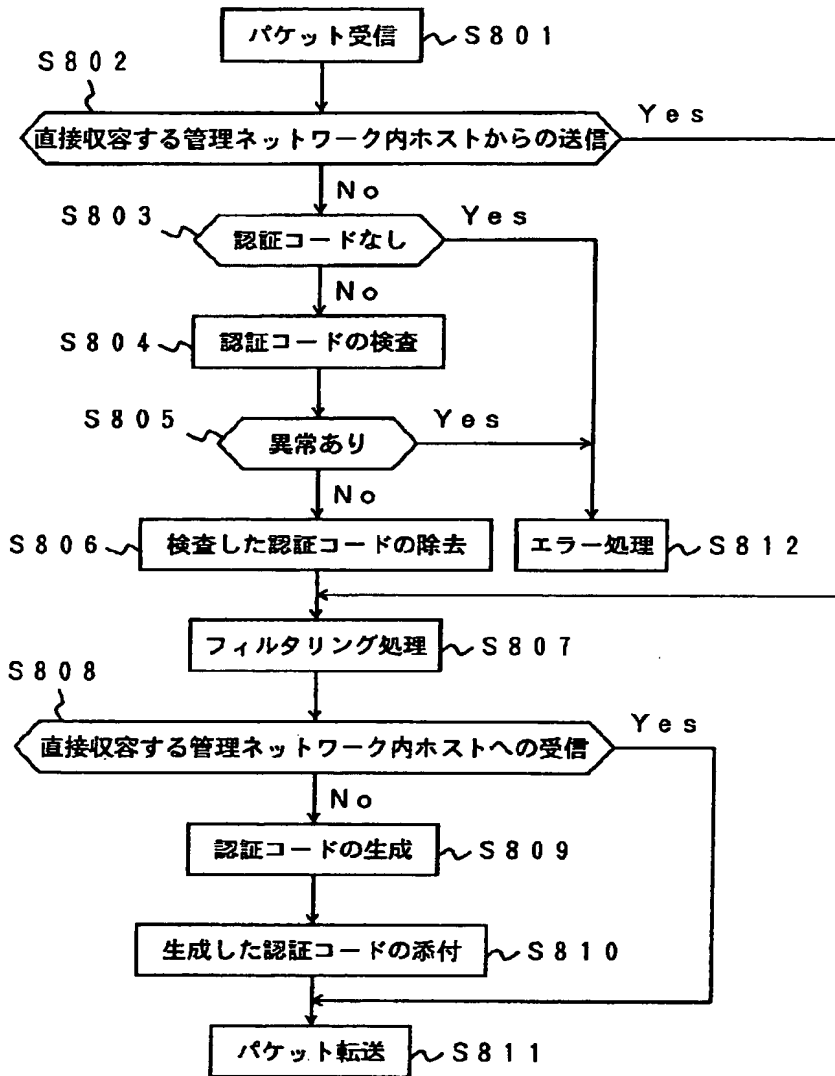 パケット受信
S801
S802
直接収容する管理ネットワーク内ホストからの送信
Yes
No
S803
認証コードなし
Yes
No
S804
認証コードの検査
S805
異常あり
Yes
No
S806
検査した認証コードの除去
エラー処理
S812
フィルタリング処理
S807
S808
直接収容する管理ネットワーク内ホストへの受信
Yes
No
認証コードの生成
S809
生成した認証コードの添付
S810
パケット転送
S811